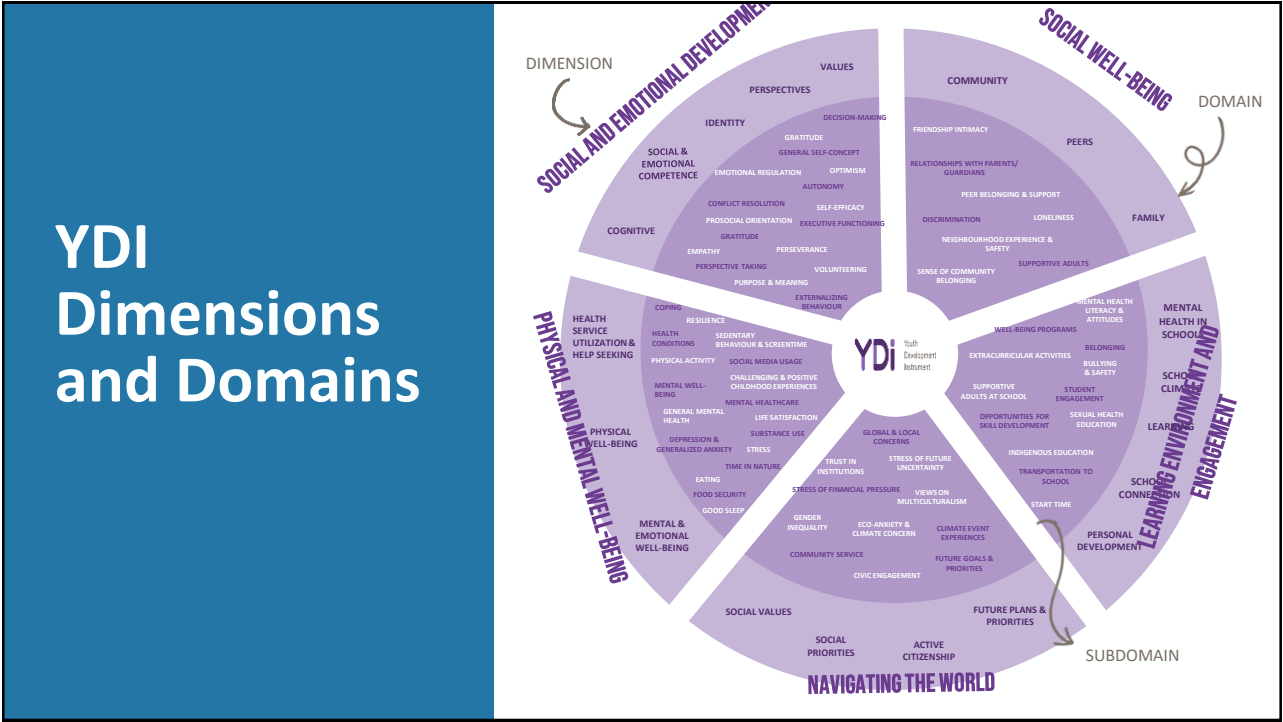 YDI
Dimensions
and Domains
DIMENSION
DOMAIN
SUBDOMAIN
SOCIAL AND EMOTIONAL DEVELOPMENT
VALUES
PERSPECTIVES
IDENTITY
SOCIAL &
EMOTIONAL
COMPETENCE
COGNITIVE
DECISION-MAKING
GRATITUDE
GENERAL SELF-CONCEPT
EMOTIONAL REGULATION
OPTIMISM
AUTONOMY
CONFLICT RESOLUTION
SELF-EFFICACY
PROSOCIAL ORIENTATION
EXECUTIVE FUNCTIONING
GRATITUDE
EMPATHY
PERSEVERANCE
PERSPECTIVE TAKING
VOLUNTEERING
PURPOSE & MEANING
EXTERNALIZING
BEHAVIOUR
SOCIAL WELL-BEING
COMMUNITY
PEERS
FAMILY
FRIENDSHIP INTIMACY
RELATIONSHIPS WITH PARENTS/
GUARDIANS
PEER BELONGING & SUPPORT
DISCRIMINATION
LONELINESS
NEIGHBOURHOOD EXPERIENCE &
SAFETY
SUPPORTIVE ADULTS
SENSE OF COMMUNITY
BELONGING
LEARNING ENVIRONMENT AND
ENGAGEMENT
MENTAL
HEALTH IN
SCHOOLS
SCHOOL
CLIMATE
LEARNING
SCHOOL
CONNECTION
PERSONAL
DEVELOPMENT
MENTAL HEALTH
LITERACY &
ATTITUDES
WELL-BEING PROGRAMS
BELONGING
EXTRACURRICULAR ACTIVITIES
BULLYING
& SAFETY
SUPPORTIVE
ADULTS AT SCHOOL
STUDENT
ENGAGEMENT
OPPORTUNITIES FOR
SKILL DEVELOPMENT
SEXUAL HEALTH
EDUCATION
INDIGENOUS EDUCATION
TRANSPORTATION TO
SCHOOL
START TIME
YDi
Youth
Development
Instrument
PHYSICAL AND MENTAL WELL-BEING
HEALTH
SERVICE
UTILIZATION &
HELP SEEKING
PHYSICAL
WELL-BEING
MENTAL &
EMOTIONAL
WELL-BEING
COPING
RESILIENCE
HEALTH
CONDITIONS
SEDENTARY
BEHAVIOUR & SCREENTIME
PHYSICAL ACTIVITY
SOCIAL MEDIA USAGE
CHALLENGING & POSITIVE
CHILDHOOD EXPERIENCES
MENTAL WELL-
BEING
MENTAL HEALTHCARE
GENERAL MENTAL
HEALTH
LIFE SATISFACTION
SUBSTANCE USE
DEPRESSION &
GENERALIZED ANXIETY
STRESS
TIME IN NATURE
EATING
FOOD SECURITY
GOOD SLEEP
GLOBAL & LOCAL
CONCERNS
TRUST IN
INSTITUTIONS
STRESS OF FUTURE
UNCERTAINTY
STRESS OF FINANCIAL PRESSURE
VIEWS ON
MULTICULTURALISM
GENDER
INEQUALITY
ECO-ANXIETY &
CLIMATE CONCERN
CLIMATE EVENT
EXPERIENCES
COMMUNITY SERVICE
FUTURE GOALS &
PRIORITIES
CIVIC ENGAGEMENT
SOCIAL VALUES
SOCIAL
PRIORITIES
ACTIVE
CITIZENSHIP
FUTURE PLANS &
PRIORITIES
NAVIGATING THE WORLD